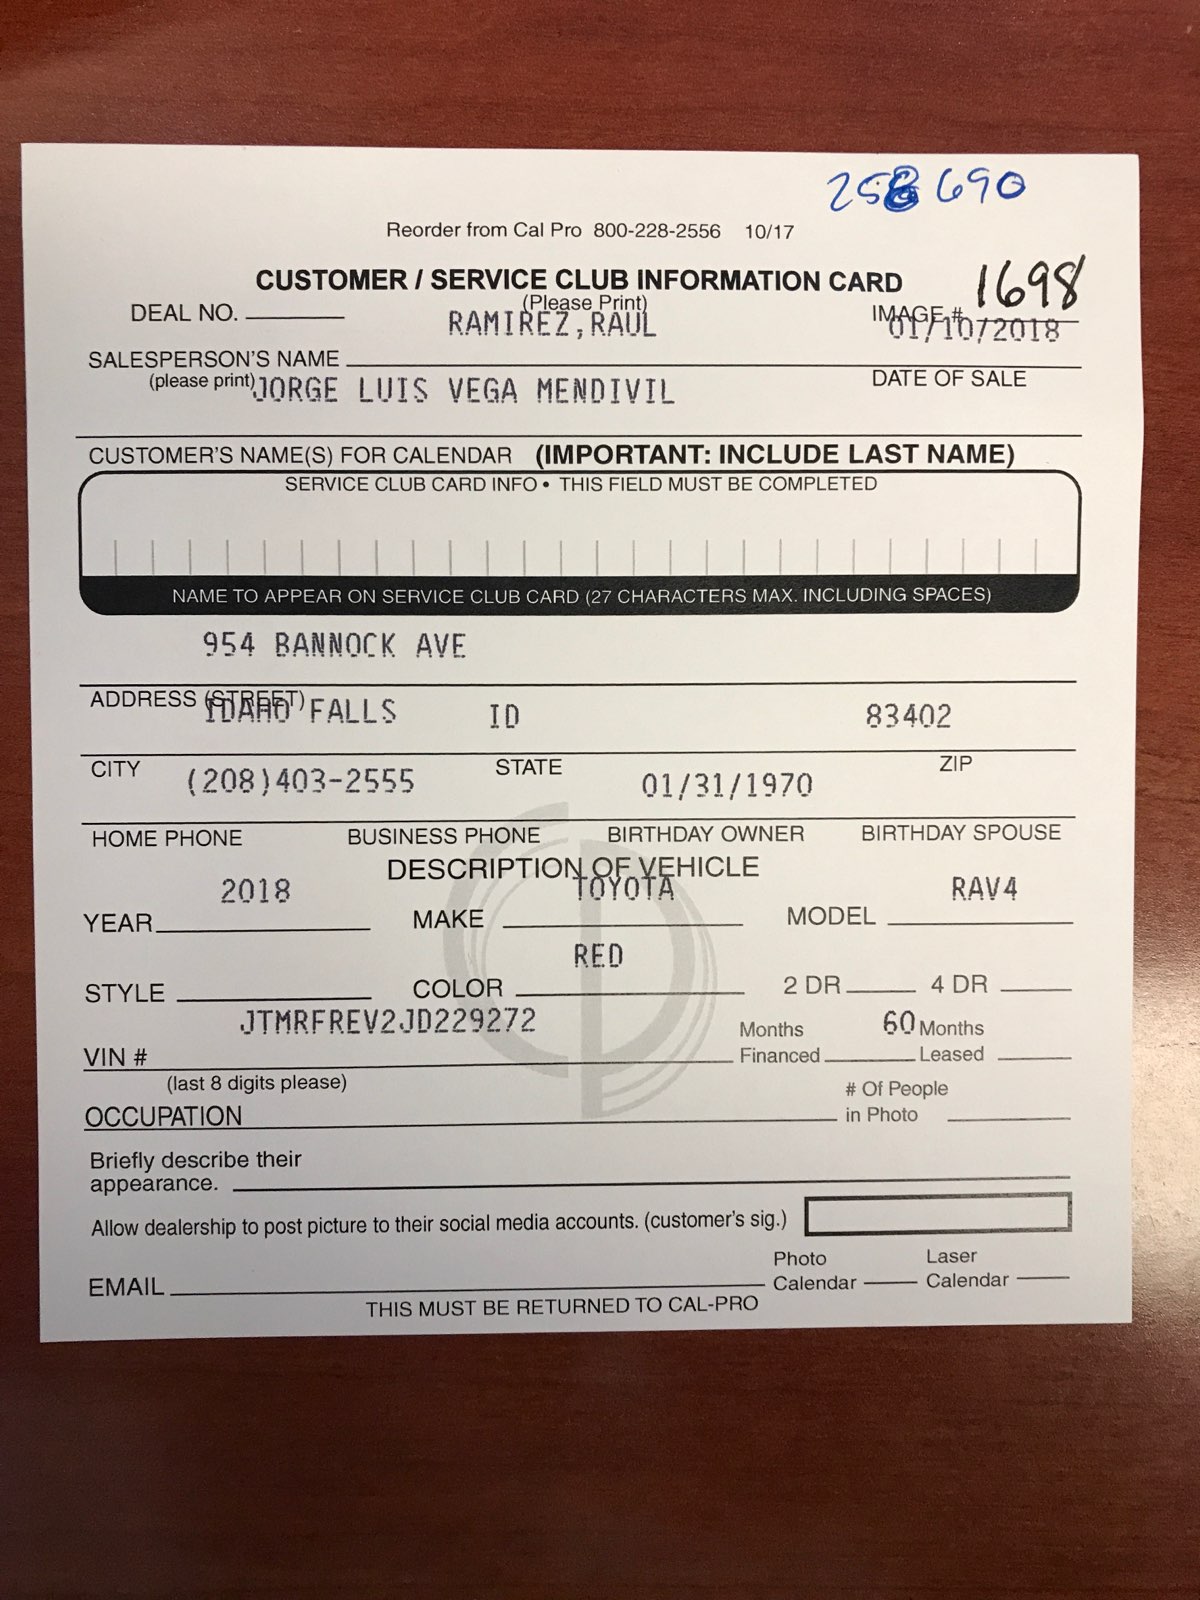 690
Reorder from Cal Pro 800-228-2556 10/17
CUSTOMER / SERVICE CLUB INFORMATION CARD 1698
(Please Print)
DEAL NO. RAMIREZ,RAUL IMAGE # 01/10/2018
SALESPERSON'S NAME
(please print) JORGE LUIS VEGA MENDIVIL DATE OF SALE
CUSTOMER'S NAME(S) FOR CALENDAR (IMPORTANT: INCLUDE LAST NAME)
SERVICE CLUB CARD INFO • THIS FIELD MUST BE COMPLETED
NAME TO APPEAR ON SERVICE CLUB CARD (27 CHARACTERS MAX. INCLUDING SPACES)
954 BANNOCK AVE
ADDRESS (STREET)
IDAHO FALLS ID 83402
CITY STATE ZIP
(208)403-2555 01/31/1970
HOME PHONE BUSINESS PHONE BIRTHDAY OWNER BIRTHDAY SPOUSE
DESCRIPTION OF VEHICLE
2018 TOYOTA RAV4
YEAR MAKE MODEL
RED
STYLE COLOR 2 DR 4 DR
JTMRFREV2JD229272 Months 60 Months
VIN # Financed Leased
(last 8 digits please) # Of People
OCCUPATION in Photo
Briefly describe their
appearance.
Allow dealership to post picture to their social media accounts. (customer's sig.)
Photo Laser
EMAIL Calendar Calendar
THIS MUST BE RETURNED TO CAL-PRO